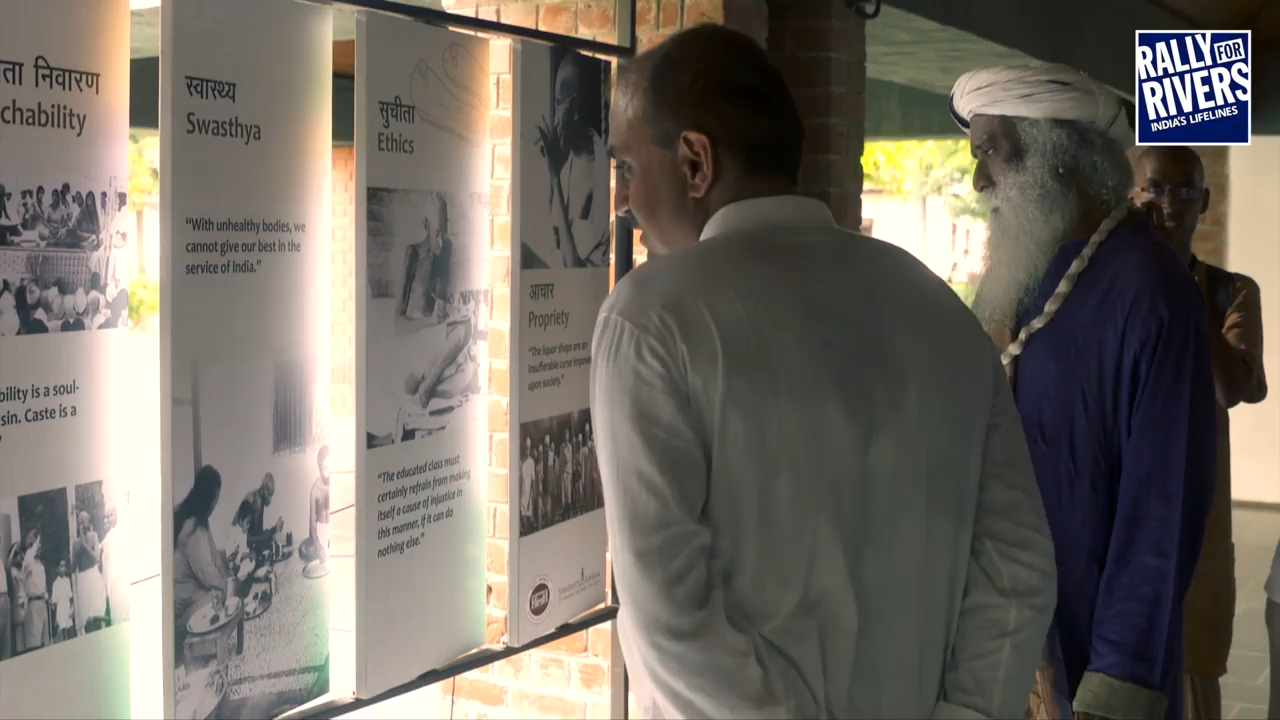 ता निवारण
chability
bility is a soul-
sin. Caste is a
स्वास्थ्य
Swasthya
“With unhealthy bodies, we
cannot give our best in the
service of India.”
सुचीता
Ethics
“The educated class must
certainly refrain from making
itself a cause of injustice in
this manner, if it can do
nothing else.”
आचार
Propriety
“The liquor shops are an
insufferable curse imposed
upon society.”
RALLY FOR
RIVERS
INDIA'S LIFELINES